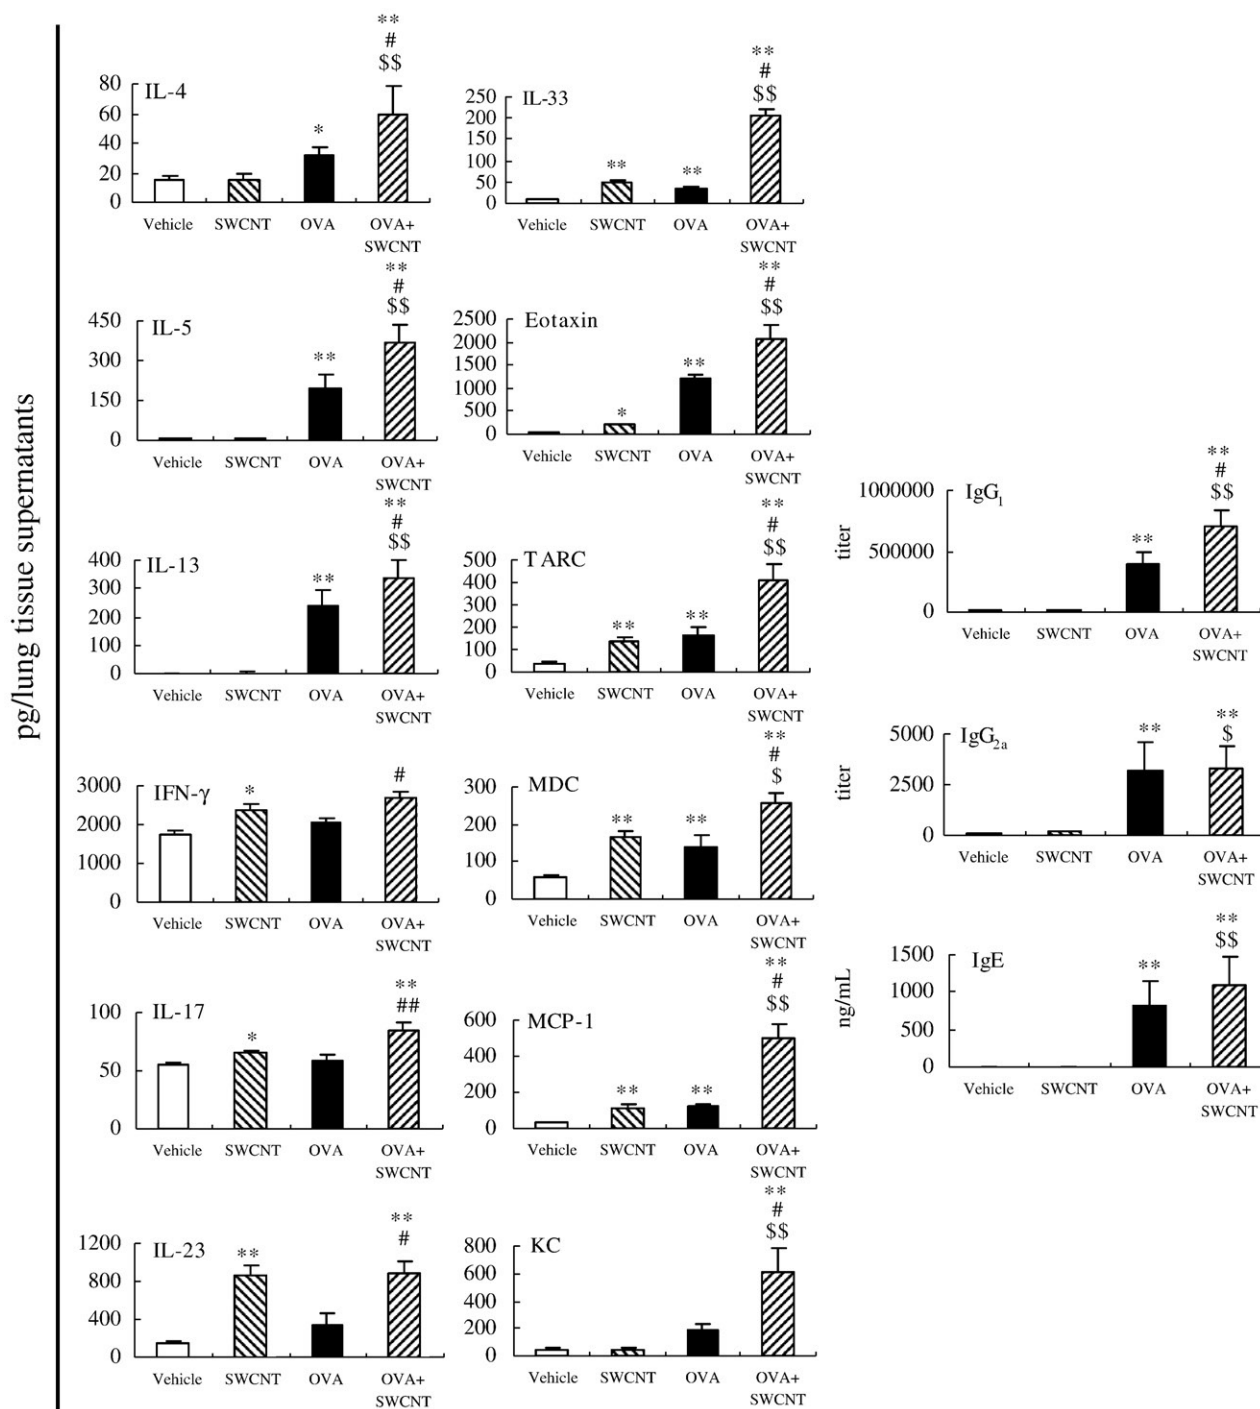 pg/lung tissue supernatants
**
#
$$
IL-4
80
60
40
20
0
*
Vehicle
SWCNT
OVA
OVA+
SWCNT
**
#
$$
IL-5
450
300
150
0
**
Vehicle
SWCNT
OVA
OVA+
SWCNT
**
#
$$
IL-13
400
300
200
100
0
**
Vehicle
SWCNT
OVA
OVA+
SWCNT
#
IFN-γ
3000
2000
1000
0
*
Vehicle
SWCNT
OVA
OVA+
SWCNT
**
##
IL-17
100
50
0
*
Vehicle
SWCNT
OVA
OVA+
SWCNT
**
#
IL-23
1200
800
400
0
**
Vehicle
SWCNT
OVA
OVA+
SWCNT
**
#
$$
IL-33
250
200
150
100
50
0
**
**
Vehicle
SWCNT
OVA
OVA+
SWCNT
**
#
$$
Eotaxin
2500
2000
1500
1000
500
0
*
**
Vehicle
SWCNT
OVA
OVA+
SWCNT
**
#
$$
TARC
500
400
300
200
100
0
**
**
Vehicle
SWCNT
OVA
OVA+
SWCNT
**
#
$
MDC
300
200
100
0
**
**
Vehicle
SWCNT
OVA
OVA+
SWCNT
**
#
$$
MCP-1
600
400
200
0
**
**
Vehicle
SWCNT
OVA
OVA+
SWCNT
**
#
$$
KC
800
600
400
200
0
Vehicle
SWCNT
OVA
OVA+
SWCNT
**
#
$$
IgG1
titer
1000000
500000
0
**
Vehicle
SWCNT
OVA
OVA+
SWCNT
**
$
IgG2a
titer
5000
2500
0
**
Vehicle
SWCNT
OVA
OVA+
SWCNT
**
$$
IgE
ng/mL
1500
1000
500
0
**
Vehicle
SWCNT
OVA
OVA+
SWCNT